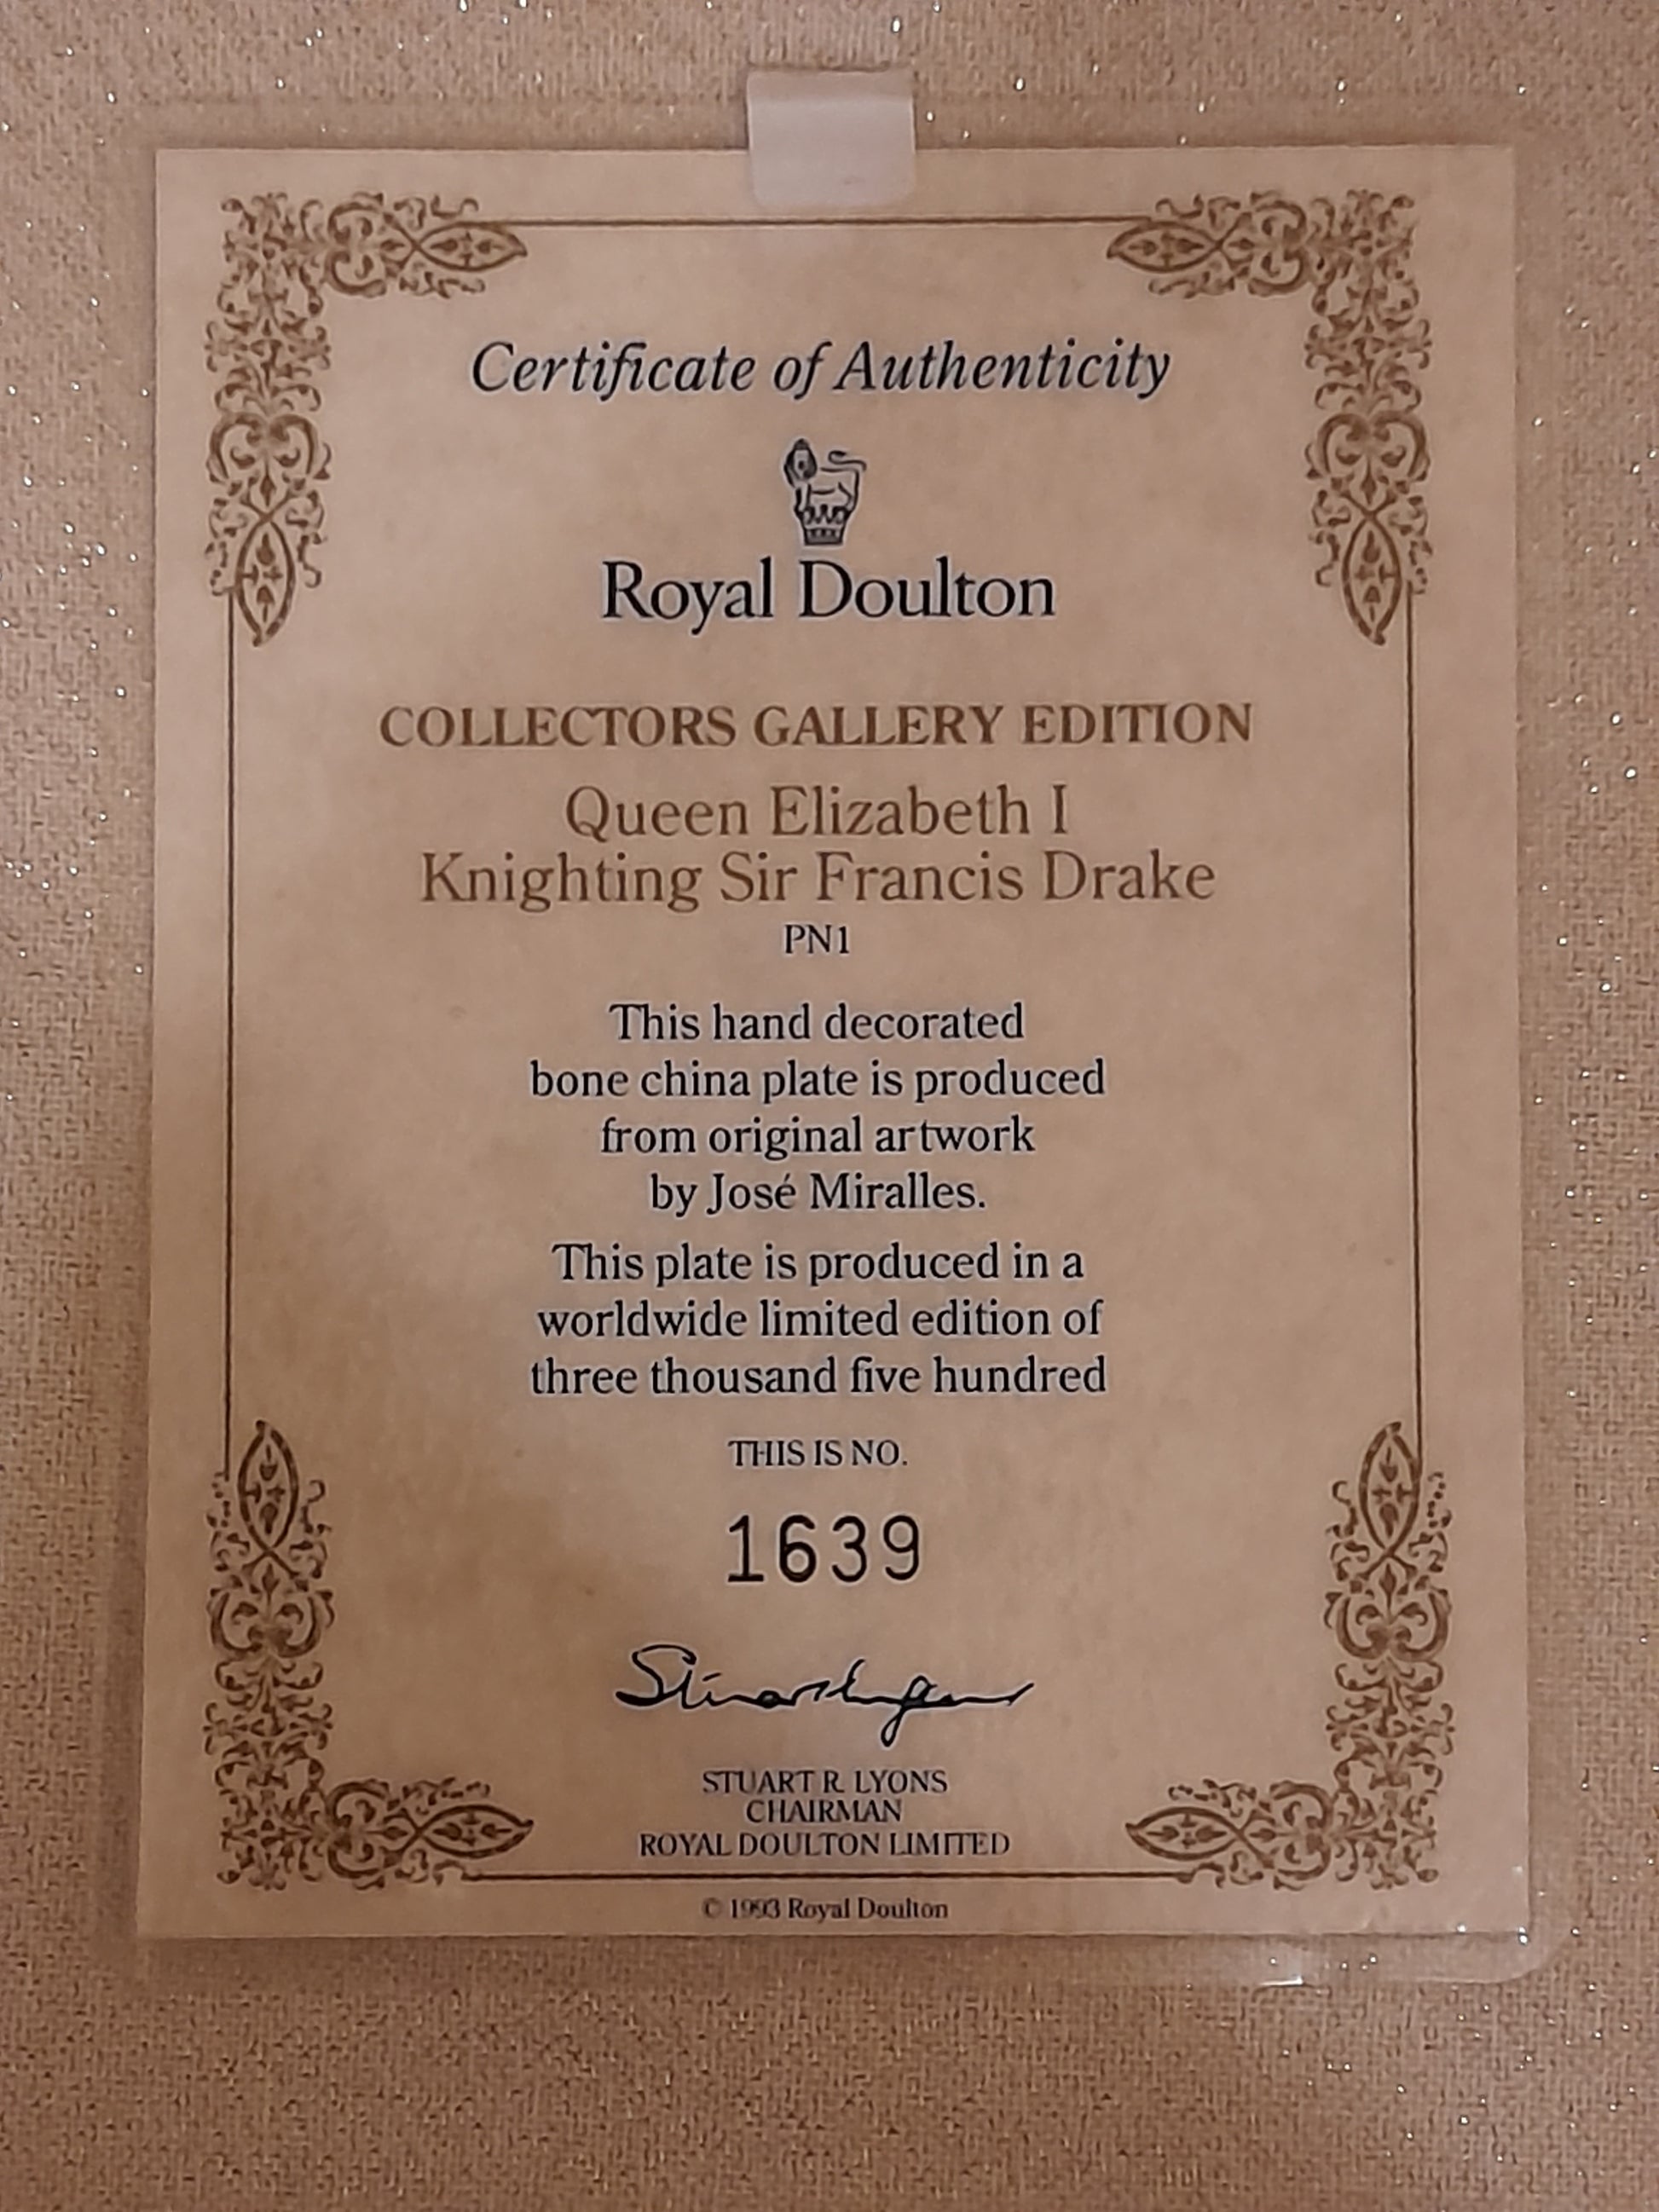 Certificate of Authenticity
Royal Doulton
COLLECTORS GALLERY EDITION
Queen Elizabeth I
Knighting Sir Francis Drake
PN1
This hand decorated
bone china plate is produced
from original artwork
by José Miralles.
This plate is produced in a
worldwide limited edition of
three thousand five hundred
THIS IS NO.
1639
Stuart Lyons
STUART R. LYONS
CHAIRMAN
ROYAL DOULTON LIMITED
© 1993 Royal Doulton